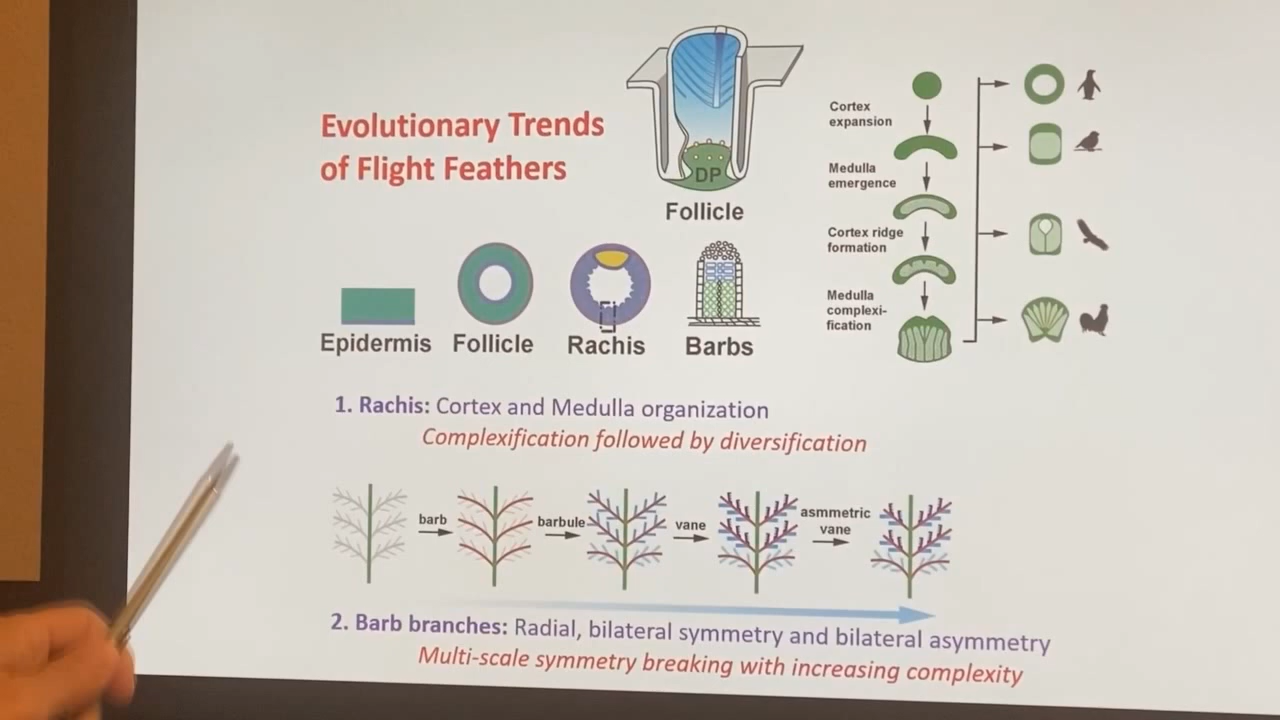 Evolutionary Trends
of Flight Feathers
DP
Follicle
Epidermis
Follicle
Rachis
Barbs
Cortex
expansion
Medulla
emergence
Cortex ridge
formation
Medulla
complexi-
fication
1. Rachis: Cortex and Medulla organization
Complexification followed by diversification
barb
barbule
vane
asmmetric
vane
2. Barb branches: Radial, bilateral symmetry and bilateral asymmetry
Multi-scale symmetry breaking with increasing complexity